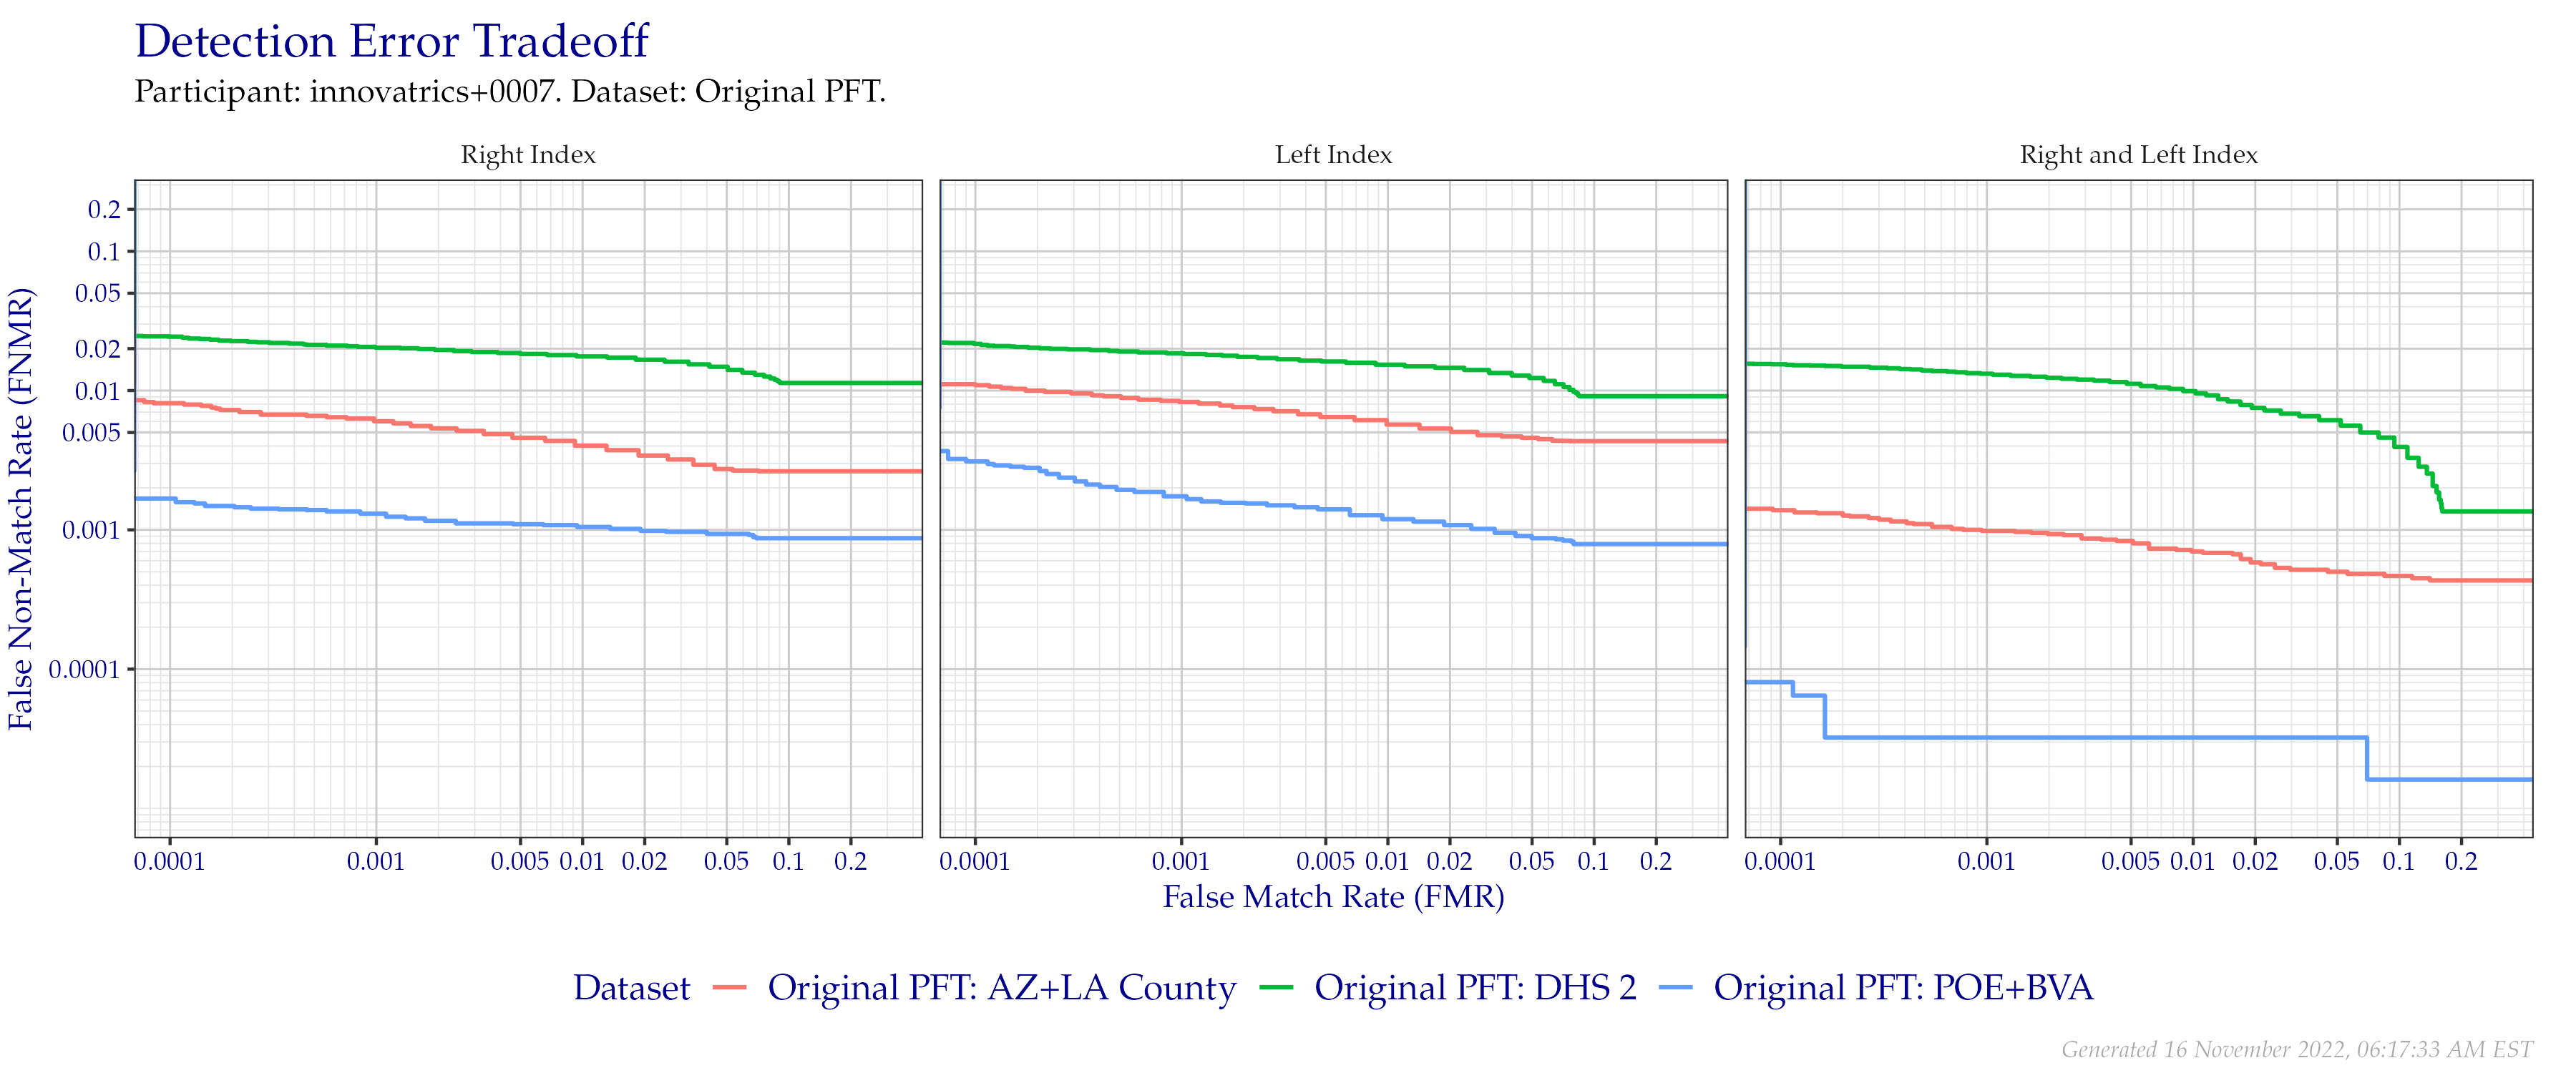 Detection Error Tradeoff
Participant: innovatrics+0007. Dataset: Original PFT.
Right Index
Left Index
Right and Left Index
False Non-Match Rate (FNMR)
0.2
0.1
0.05
0.02
0.01
0.005
0.001
0.0001
0.0001 0.001 0.005 0.01 0.02 0.05 0.1 0.2
0.0001 0.001 0.005 0.01 0.02 0.05 0.1 0.2
0.0001 0.001 0.005 0.01 0.02 0.05 0.1 0.2
False Match Rate (FMR)
Dataset Original PFT: AZ+LA County Original PFT: DHS 2 Original PFT: POE+BVA
Generated 16 November 2022, 06:17:33 AM EST